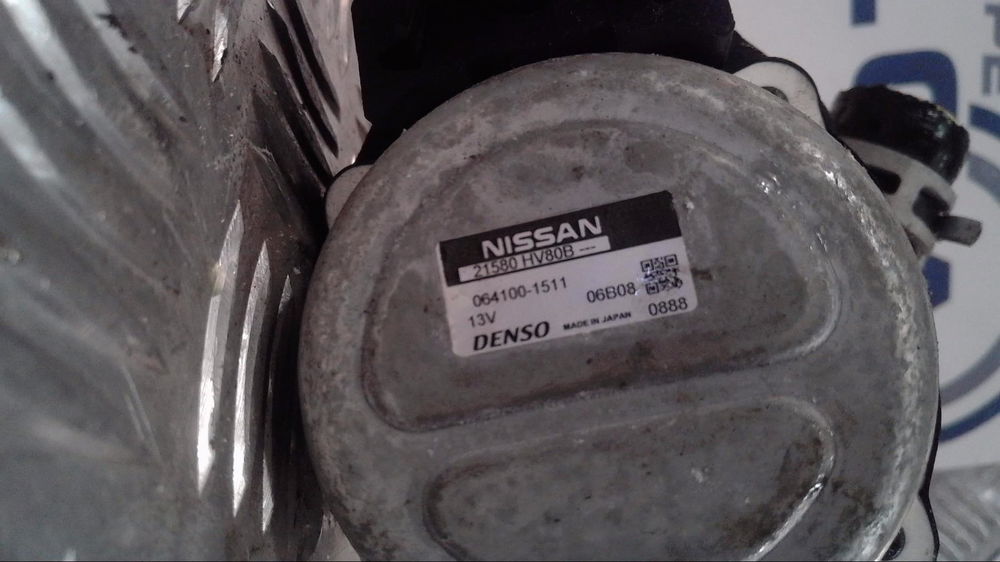 NISSAN
21580 HV80B --
064100-1511
06B08
13V
DENSO MADE IN JAPAN 0888